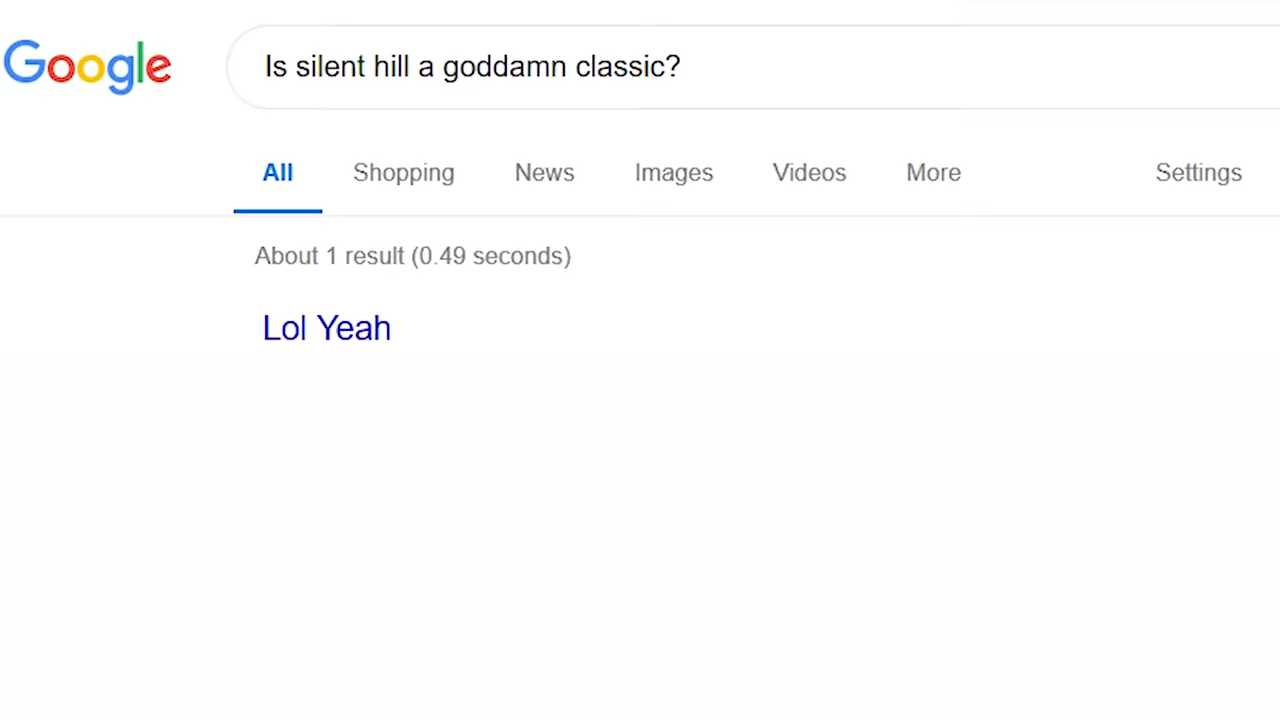 Google
Is silent hill a goddamn classic?
All Shopping News Images Videos More Settings
About 1 result (0.49 seconds)
Lol Yeah